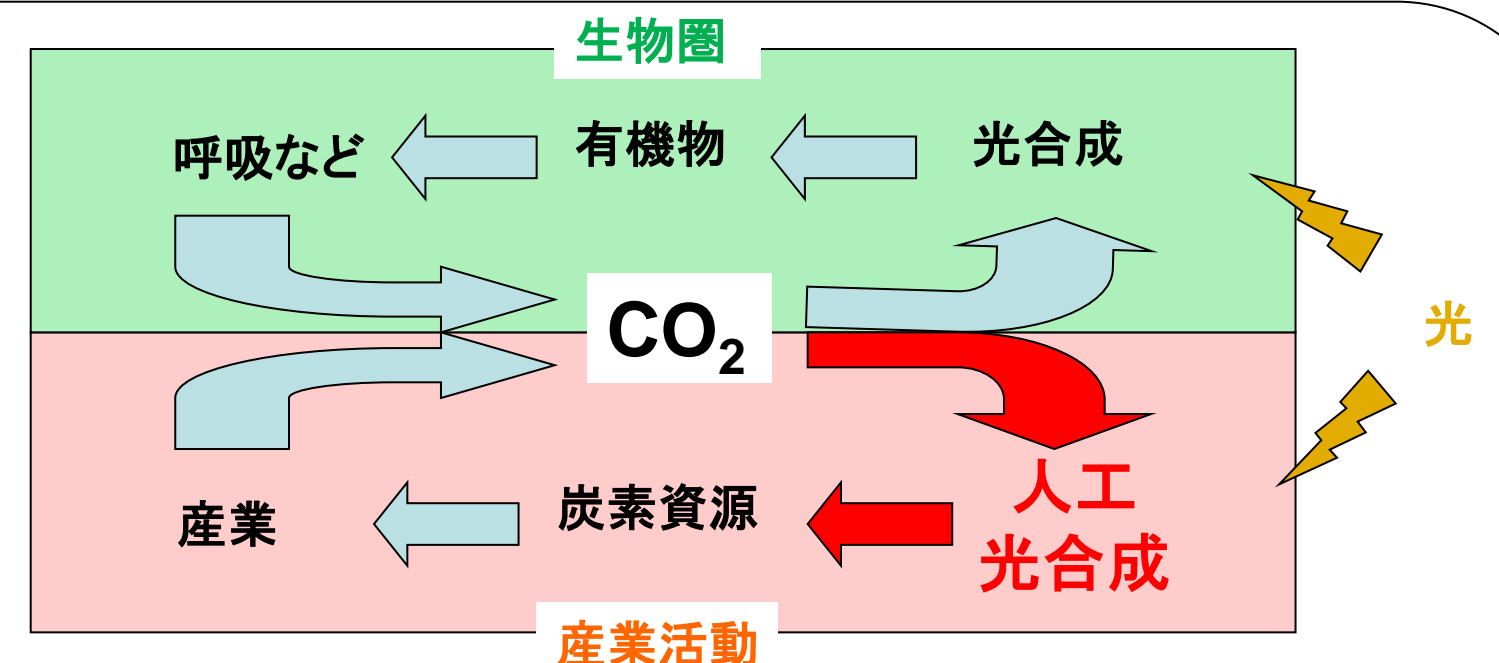 生物圏
呼吸など
有機物
光合成
CO₂
光
産業
炭素資源
人工
光合成
産業活動